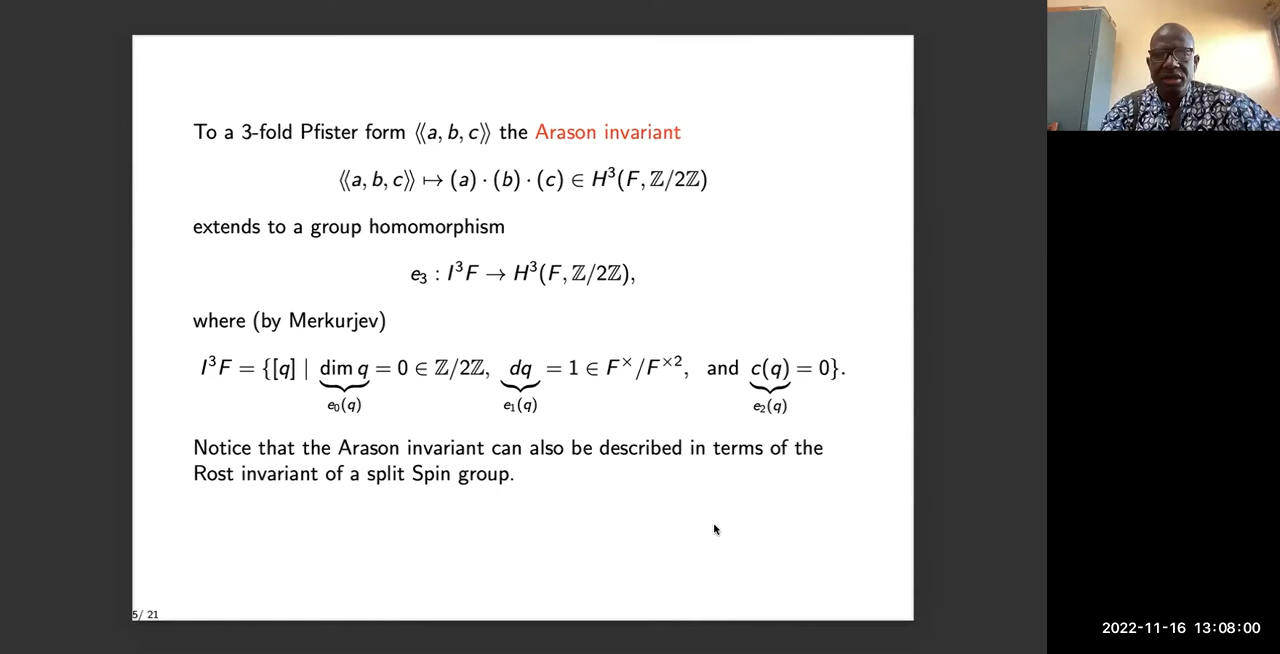 To a 3-fold Pfister form ⟨⟨a, b, c⟩⟩ the Arason invariant
⟨⟨a, b, c⟩⟩ ↦ (a) · (b) · (c) ∈ H³(F, ℤ/2ℤ)
extends to a group homomorphism
e₃ : I³F → H³(F, ℤ/2ℤ),
where (by Merkurjev)
I³F = {[q] | dim q = 0 ∈ ℤ/2ℤ, dq = 1 ∈ F×/F×², and c(q) = 0}.
e₀(q) e₁(q) e₂(q)
Notice that the Arason invariant can also be described in terms of the
Rost invariant of a split Spin group.
5/ 21
2022-11-16 13:08:00